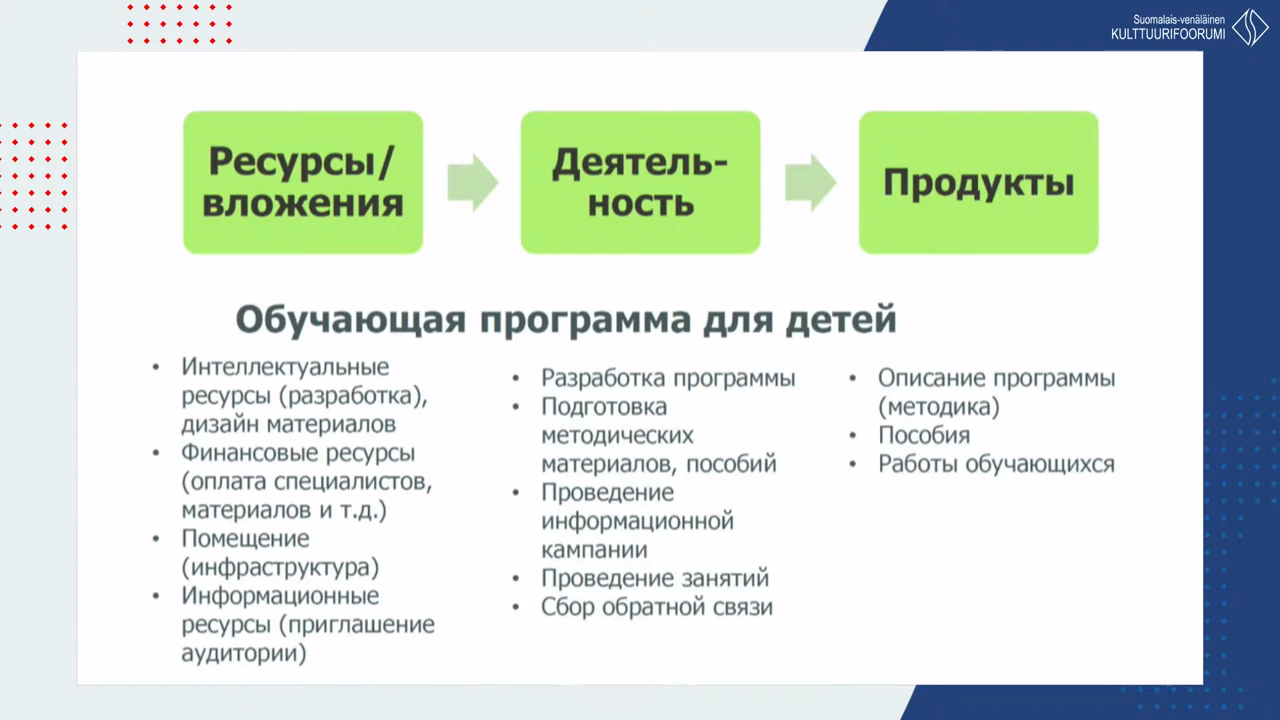 Suomalais-venäläinen
KULTTUURIFOORUMI
Ресурсы/
вложения
Деятель-
ность
Продукты
Обучающая программа для детей
• Интеллектуальные
ресурсы (разработка),
дизайн материалов
• Финансовые ресурсы
(оплата специалистов,
материалов и т.д.)
• Помещение
(инфраструктура)
• Информационные
ресурсы (приглашение
аудитории)
• Разработка программы
• Подготовка
методических
материалов, пособий
• Проведение
информационной
кампании
• Проведение занятий
• Сбор обратной связи
• Описание программы
(методика)
• Пособия
• Работы обучающихся